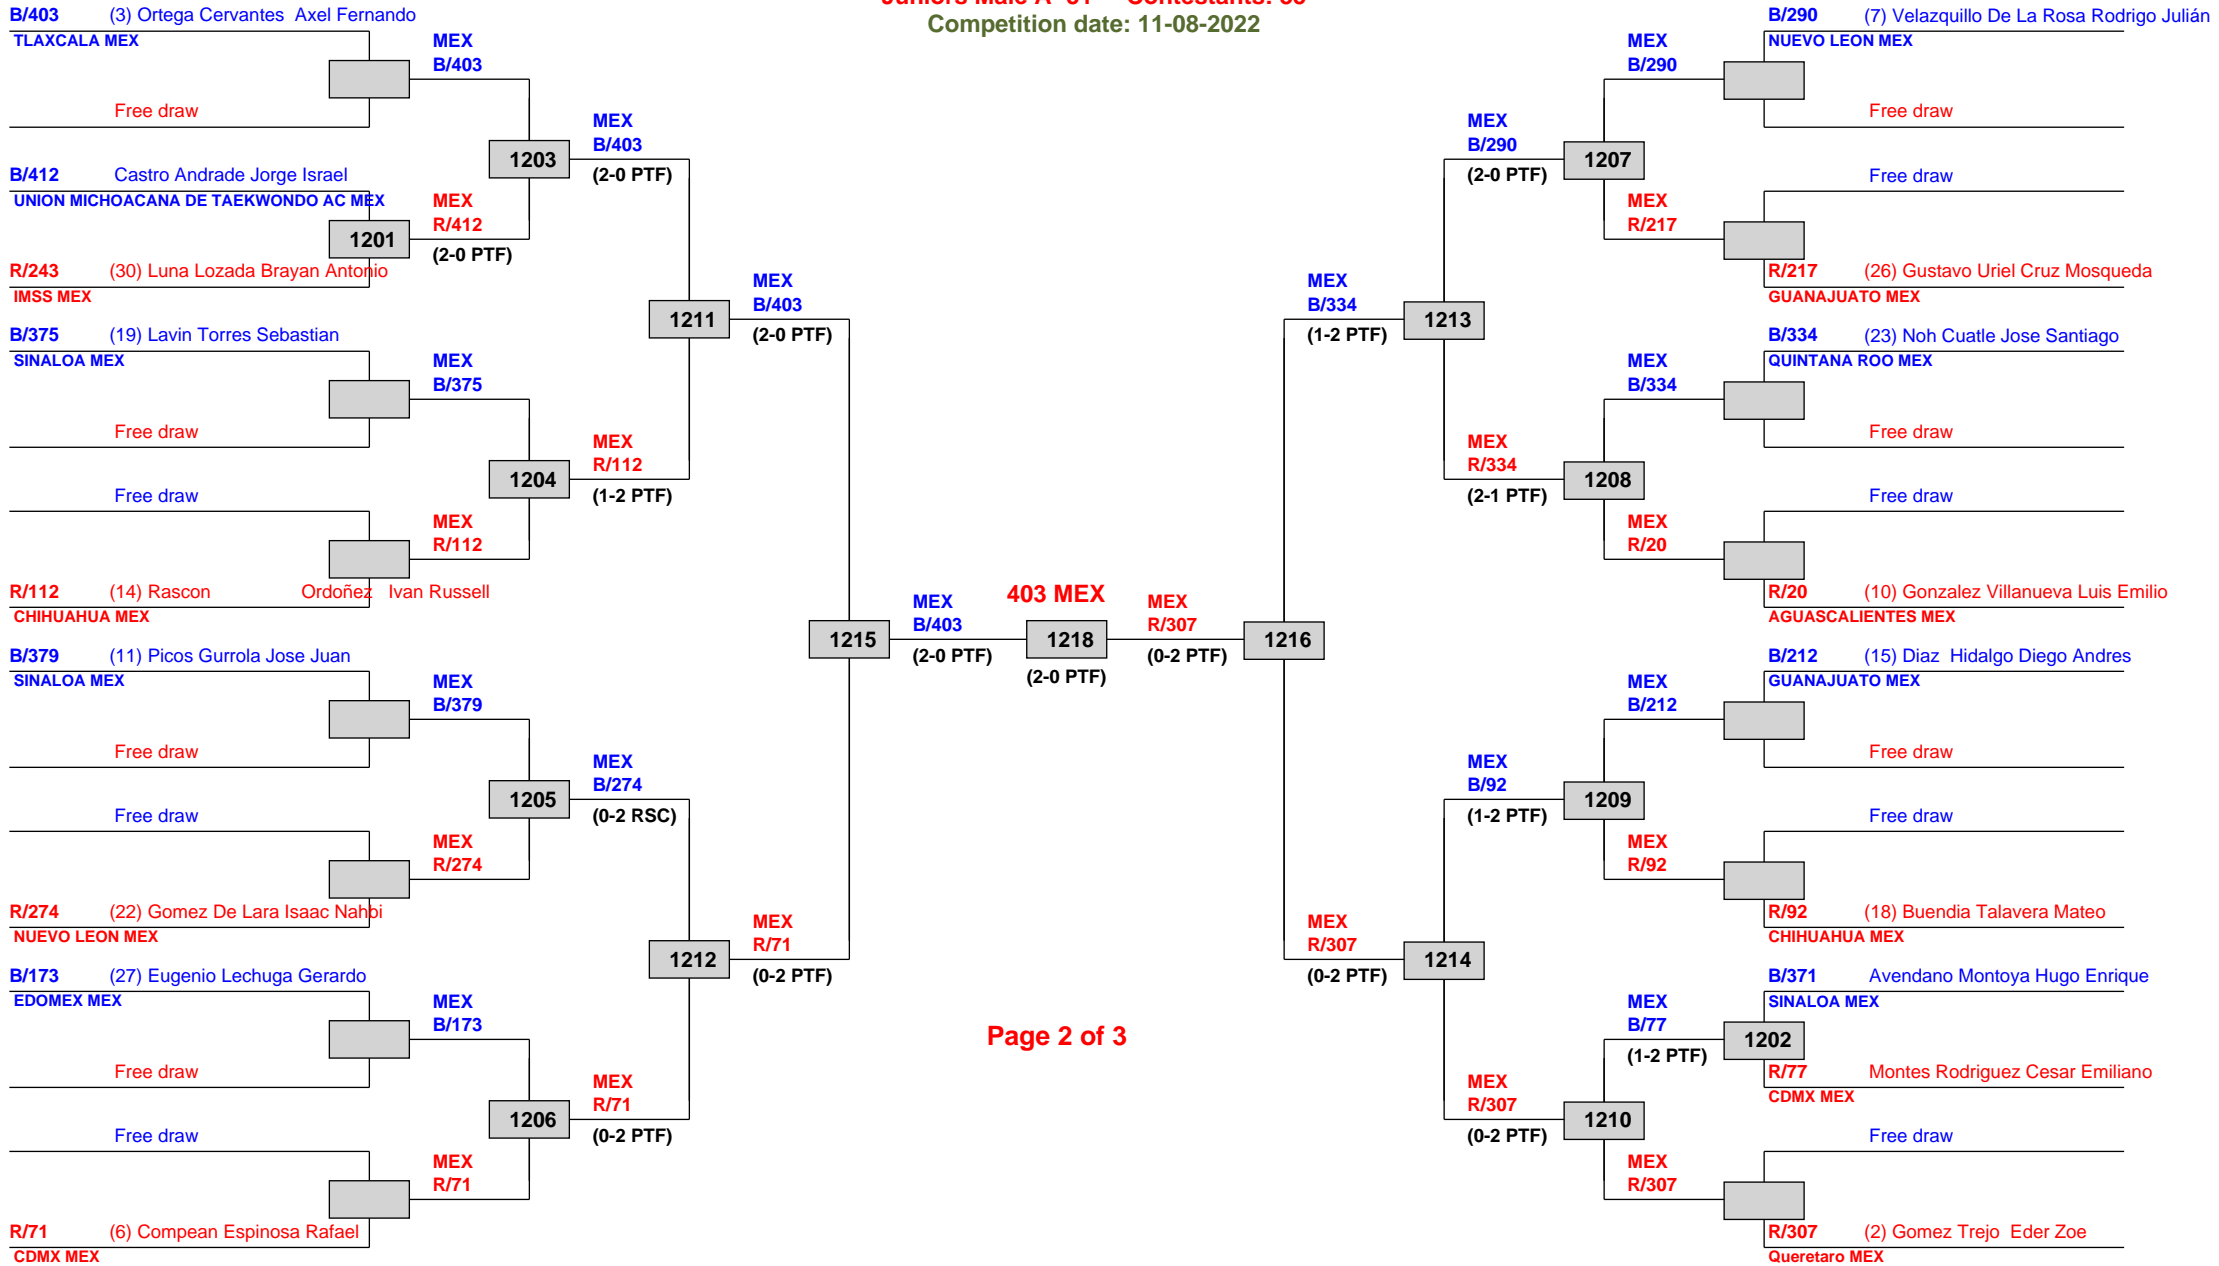 Competition date: 11-08-2022
B/403 (3) Ortega Cervantes Axel Fernando
TLAXCALA MEX
Free draw
B/412 Castro Andrade Jorge Israel
UNION MICHOACANA DE TAEKWONDO AC MEX
R/243 (30) Luna Lozada Brayan Antonio
IMSS MEX
B/375 (19) Lavin Torres Sebastian
SINALOA MEX
Free draw
Free draw
R/112 (14) Rascon Ordoñez Ivan Russell
CHIHUAHUA MEX
B/379 (11) Picos Gurrola Jose Juan
SINALOA MEX
Free draw
Free draw
R/274 (22) Gomez De Lara Isaac Nahbi
NUEVO LEON MEX
B/173 (27) Eugenio Lechuga Gerardo
EDOMEX MEX
Free draw
Free draw
R/71 (6) Compean Espinosa Rafael
CDMX MEX
1201
MEX
B/403
MEX
R/412
(2-0 PTF)
MEX
B/375
MEX
R/112
MEX
B/379
MEX
R/274
MEX
B/173
MEX
R/71
1203
1204
1205
1206
MEX
B/403
(2-0 PTF)
MEX
R/112
(1-2 PTF)
MEX
B/274
(0-2 RSC)
MEX
R/71
(0-2 PTF)
1211
1212
MEX
B/403
(2-0 PTF)
MEX
R/71
(0-2 PTF)
1215
MEX
B/403
(2-0 PTF)
403 MEX
1218
(2-0 PTF)
MEX
R/307
(0-2 PTF)
1216
Page 2 of 3
MEX
B/334
(1-2 PTF)
MEX
R/307
(0-2 PTF)
1213
1214
MEX
B/290
(2-0 PTF)
MEX
R/334
(2-1 PTF)
MEX
B/92
(1-2 PTF)
MEX
R/307
(0-2 PTF)
1207
1208
1209
1210
MEX
B/290
MEX
R/217
MEX
B/334
MEX
R/20
MEX
B/212
MEX
R/92
MEX
B/77
(1-2 PTF)
MEX
R/307
1202
B/290 (7) Velazquillo De La Rosa Rodrigo Julián
NUEVO LEON MEX
Free draw
Free draw
R/217 (26) Gustavo Uriel Cruz Mosqueda
GUANAJUATO MEX
B/334 (23) Noh Cuatle Jose Santiago
QUINTANA ROO MEX
Free draw
Free draw
R/20 (10) Gonzalez Villanueva Luis Emilio
AGUASCALIENTES MEX
B/212 (15) Diaz Hidalgo Diego Andres
GUANAJUATO MEX
Free draw
Free draw
R/92 (18) Buendia Talavera Mateo
CHIHUAHUA MEX
B/371 Avendano Montoya Hugo Enrique
SINALOA MEX
R/77 Montes Rodriguez Cesar Emiliano
CDMX MEX
Free draw
R/307 (2) Gomez Trejo Eder Zoe
Queretaro MEX